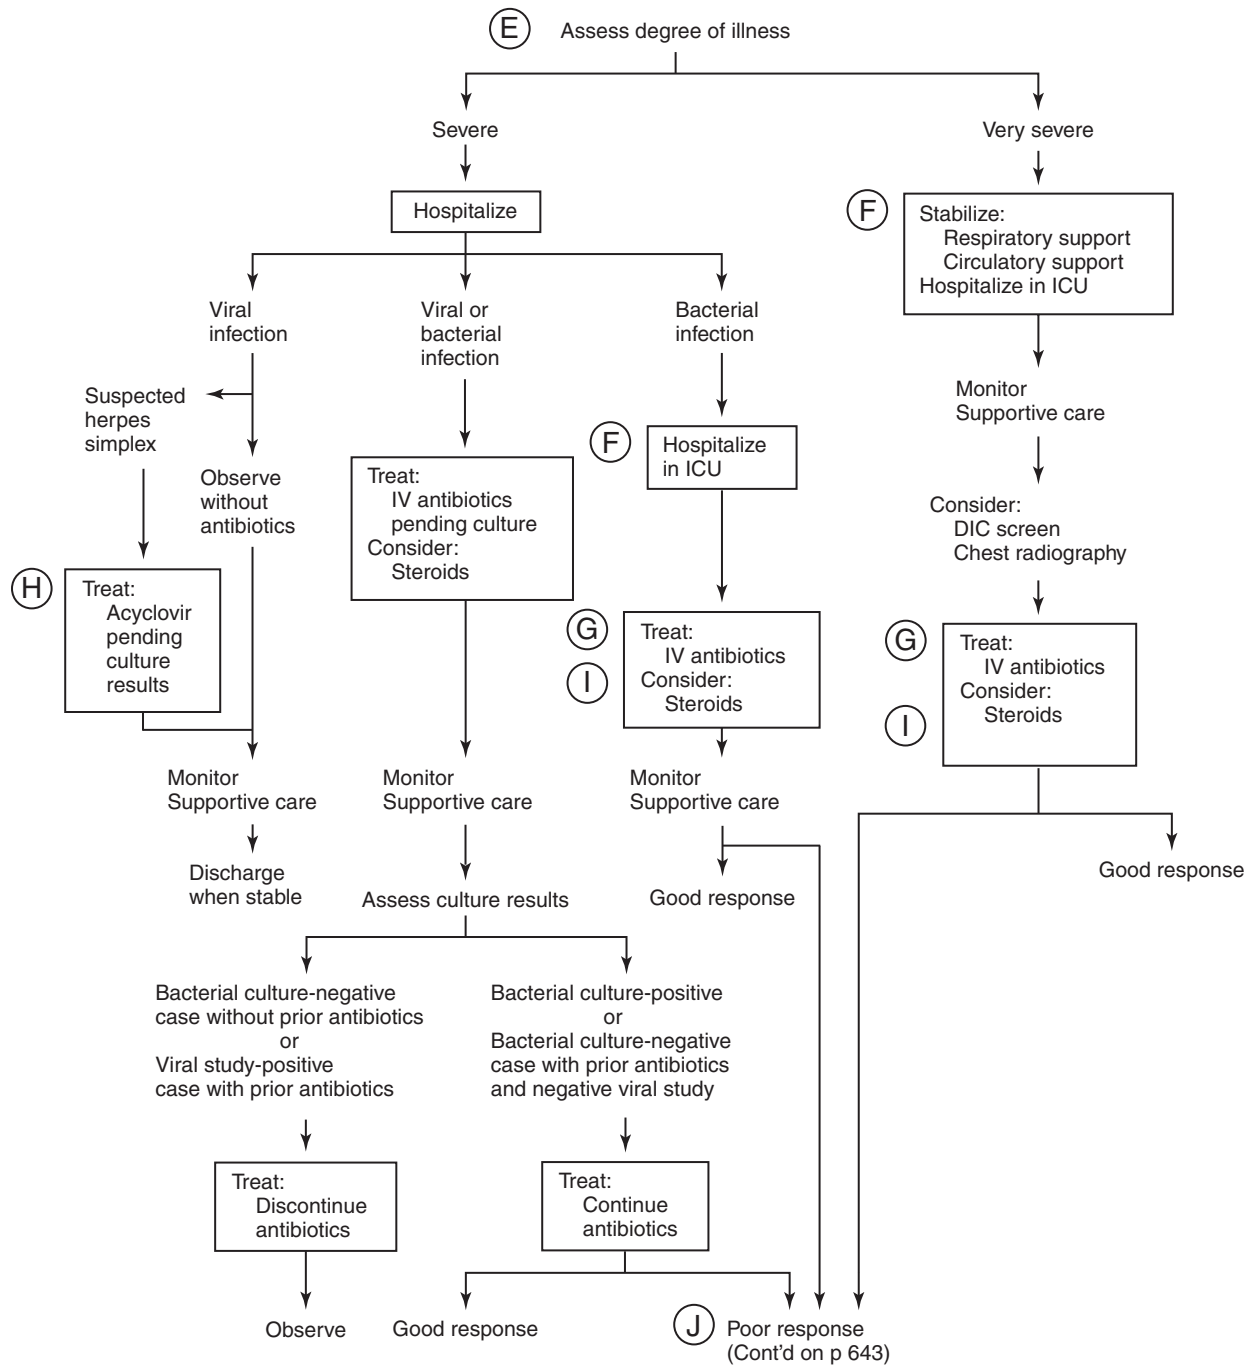 E
Assess degree of illness
Severe
Very severe
Hospitalize
F
Stabilize:
Respiratory support
Circulatory support
Hospitalize in ICU
Viral
infection
Viral or
bacterial
infection
Bacterial
infection
Suspected
herpes
simplex
Observe
without
antibiotics
Treat:
IV antibiotics
pending culture
Consider:
Steroids
F
Hospitalize
in ICU
Monitor
Supportive care
Consider:
DIC screen
Chest radiography
H
Treat:
Acyclovir
pending
culture
results
G
I
Treat:
IV antibiotics
Consider:
Steroids
G
I
Treat:
IV antibiotics
Consider:
Steroids
Monitor
Supportive care
Monitor
Supportive care
Monitor
Supportive care
Discharge
when stable
Assess culture results
Good response
Good response
Bacterial culture-negative
case without prior antibiotics
or
Viral study-positive
case with prior antibiotics
Bacterial culture-positive
or
Bacterial culture-negative
case with prior antibiotics
and negative viral study
Treat:
Discontinue
antibiotics
Treat:
Continue
antibiotics
Observe
Good response
J
Poor response
(Cont'd on p 643)